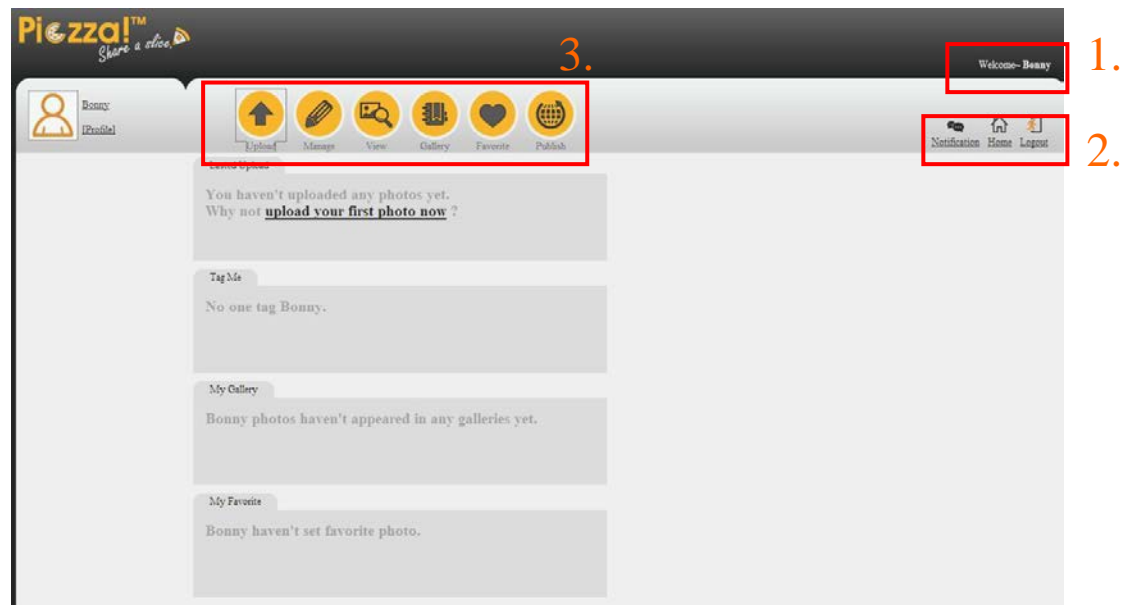 Piczza!™
Share a slice.
3.
Welcome~ Bonny
1.
Bonny
[Profile]
Upload Manage View Gallery Favorite Publish
Notification Home Logout
2.
Lasted Upload
You haven't uploaded any photos yet.
Why not upload your first photo now ?
Tag Me
No one tag Bonny.
My Gallery
Bonny photos haven't appeared in any galleries yet.
My Favorite
Bonny haven't set favorite photo.